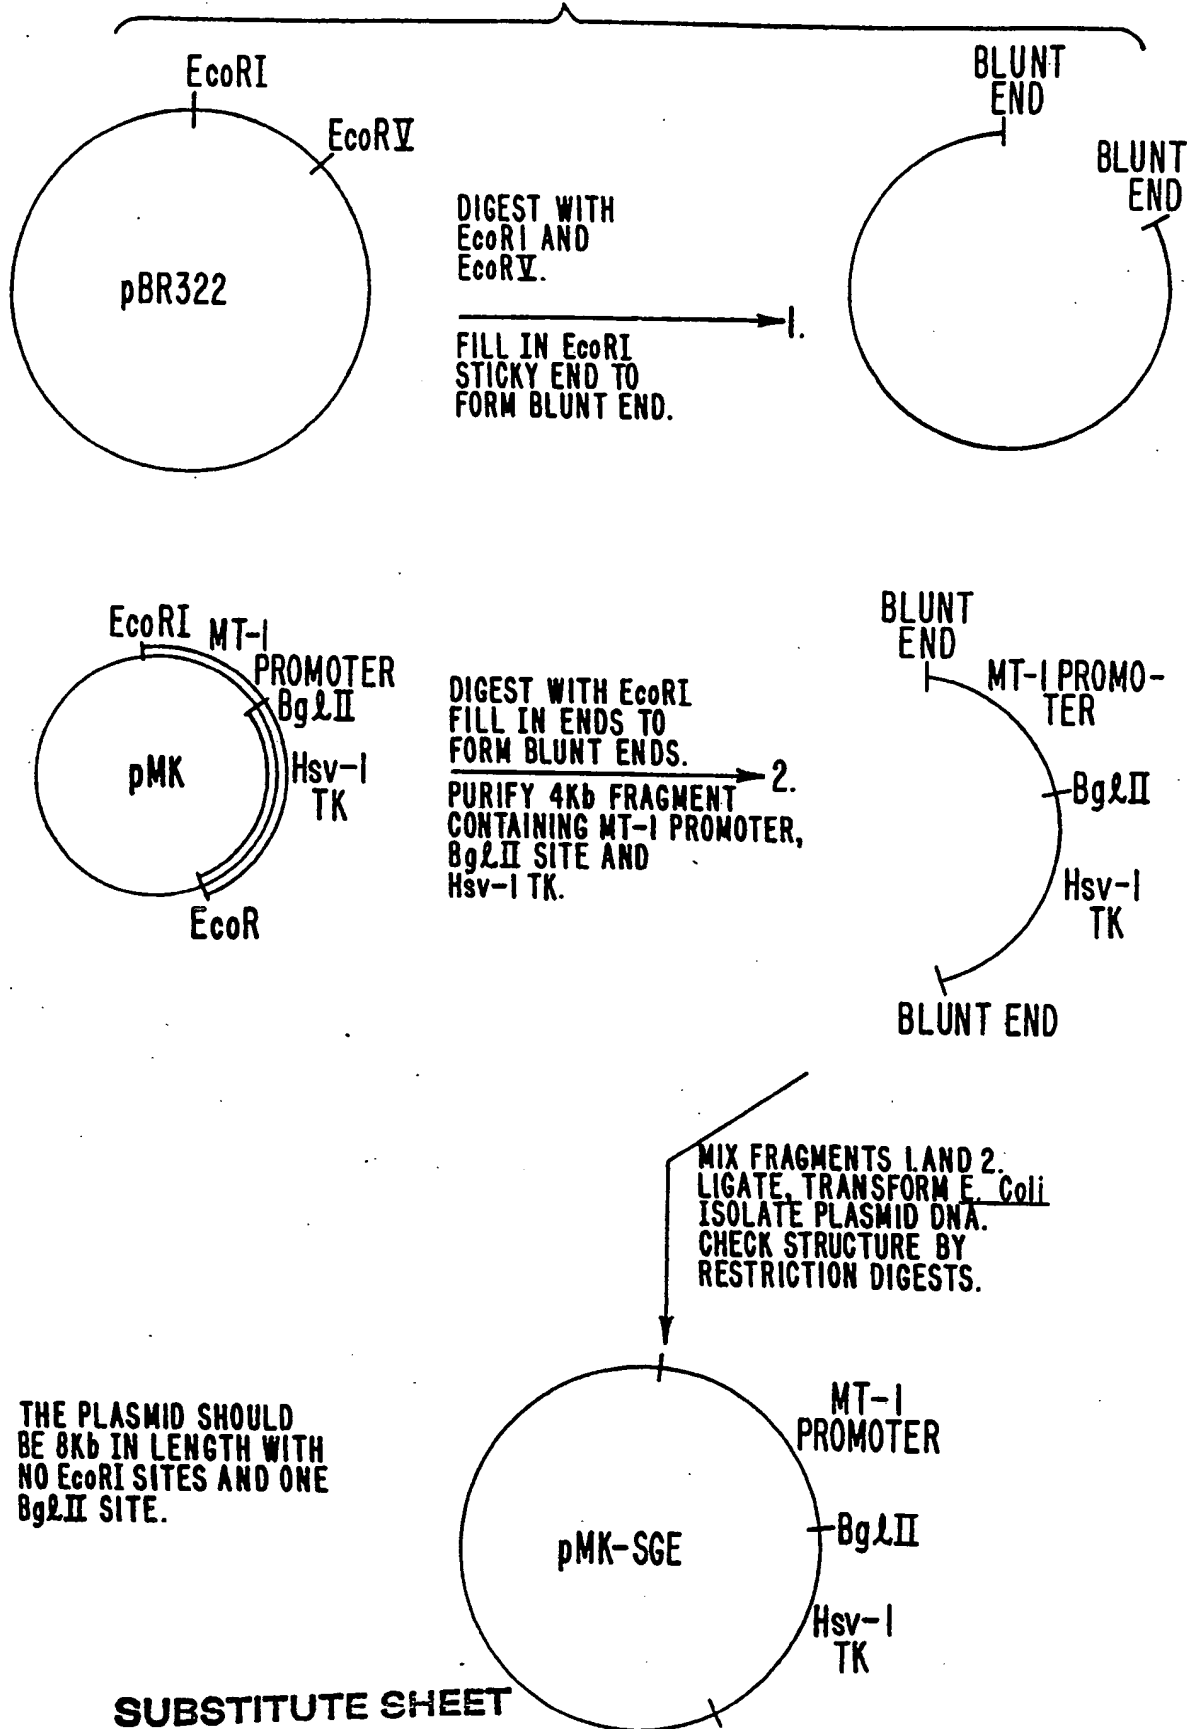 EcoRI
EcoRV
pBR322
DIGEST WITH
EcoRI AND
EcoRV.
FILL IN EcoRI
STICKY END TO
FORM BLUNT END.
1.
BLUNT
END
BLUNT
END
EcoRI
MT-1
PROMOTER
BglII
pMK
Hsv-1
TK
EcoR
DIGEST WITH EcoRI
FILL IN ENDS TO
FORM BLUNT ENDS.
PURIFY 4Kb FRAGMENT
CONTAINING MT-1 PROMOTER,
BglII SITE AND
Hsv-1 TK.
2.
BLUNT
END
MT-1 PROMO-
TER
BglII
Hsv-1
TK
BLUNT END
MIX FRAGMENTS 1.AND 2.
LIGATE, TRANSFORM E. Coli
ISOLATE PLASMID DNA.
CHECK STRUCTURE BY
RESTRICTION DIGESTS.
THE PLASMID SHOULD
BE 8Kb IN LENGTH WITH
NO EcoRI SITES AND ONE
BglII SITE.
MT-1
PROMOTER
BglII
pMK-SGE
Hsv-1
TK
SUBSTITUTE SHEET